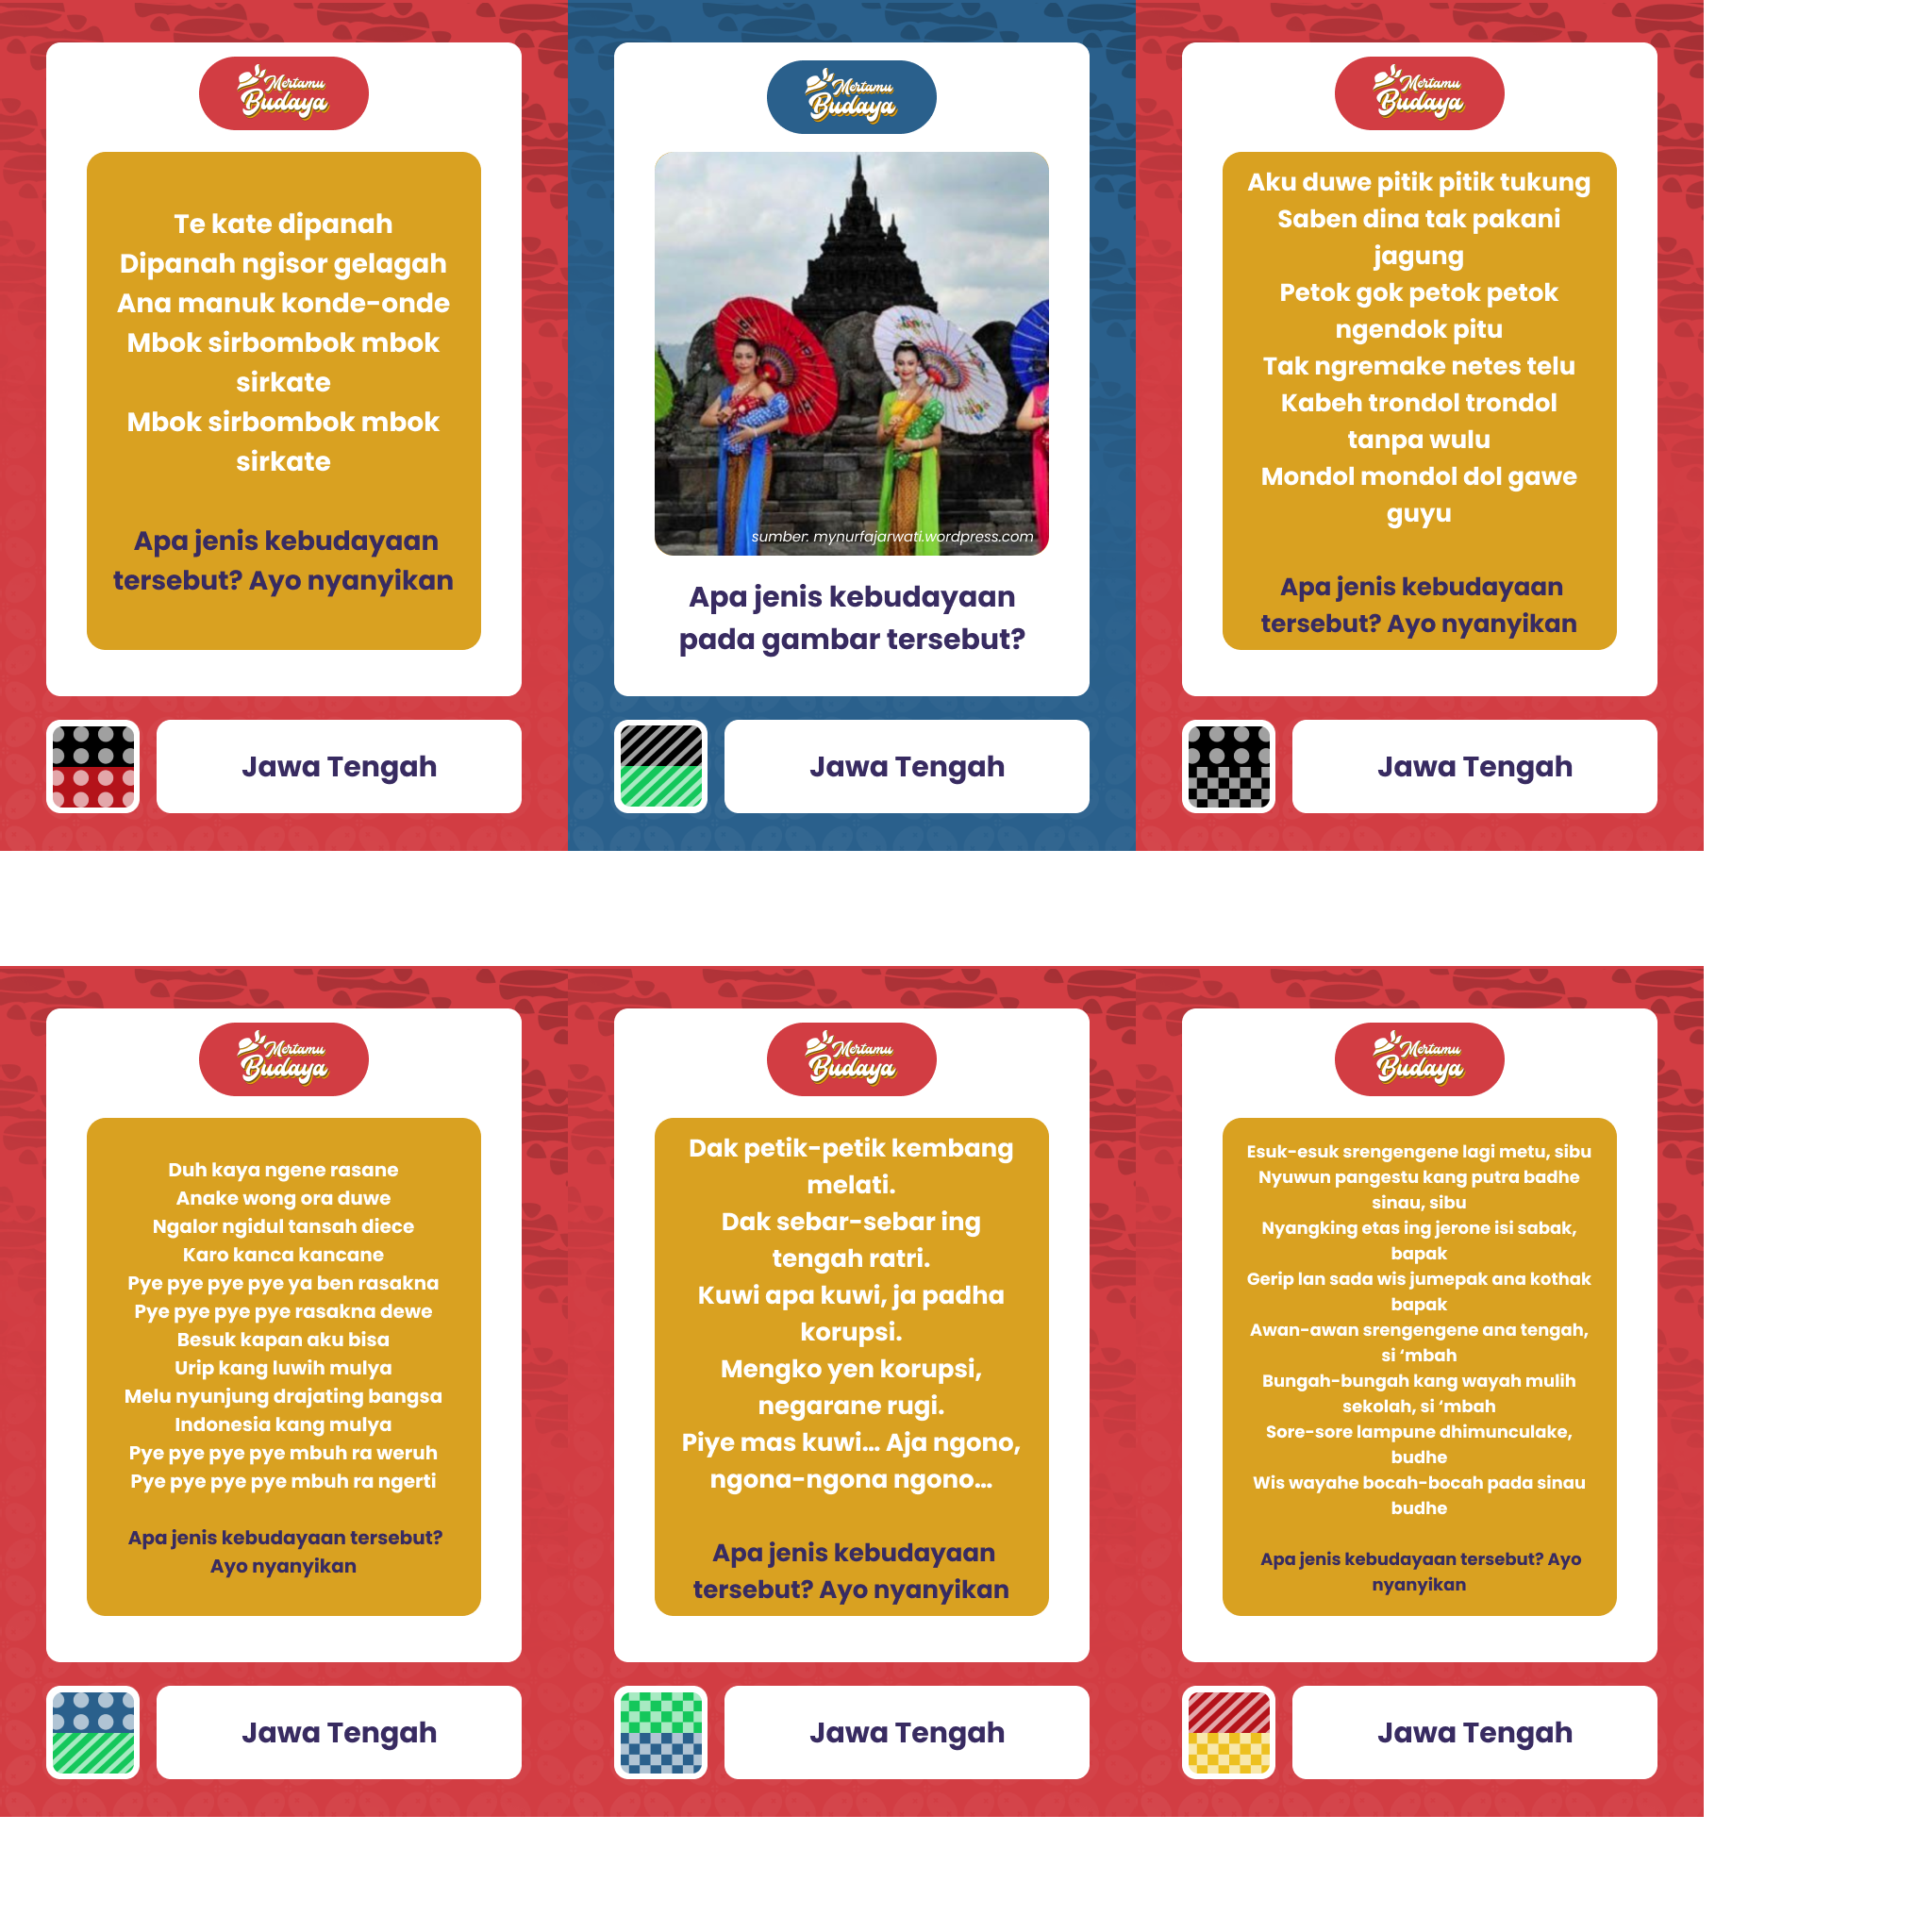 Mertamu
Budaya
Te kate dipanah
Dipanah ngisor gelagah
Ana manuk konde-onde
Mbok sirbombok mbok
sirkate
Mbok sirbombok mbok
sirkate
Apa jenis kebudayaan
tersebut? Ayo nyanyikan
Jawa Tengah
Mertamu
Budaya
sumber: mynurfajarwati.wordpress.com
Apa jenis kebudayaan
pada gambar tersebut?
Jawa Tengah
Mertamu
Budaya
Aku duwe pitik pitik tukung
Saben dina tak pakani
jagung
Petok gok petok petok
ngendok pitu
Tak ngremake netes telu
Kabeh trondol trondol
tanpa wulu
Mondol mondol dol gawe
guyu
Apa jenis kebudayaan
tersebut? Ayo nyanyikan
Jawa Tengah
Mertamu
Budaya
Duh kaya ngene rasane
Anake wong ora duwe
Ngalor ngidul tansah diece
Karo kanca kancane
Pye pye pye pye ya ben rasakna
Pye pye pye pye rasakna dewe
Besuk kapan aku bisa
Urip kang luwih mulya
Melu nyunjung drajating bangsa
Indonesia kang mulya
Pye pye pye pye mbuh ra weruh
Pye pye pye pye mbuh ra ngerti
Apa jenis kebudayaan tersebut?
Ayo nyanyikan
Jawa Tengah
Mertamu
Budaya
Dak petik-petik kembang
melati.
Dak sebar-sebar ing
tengah ratri.
Kuwi apa kuwi, ja padha
korupsi.
Mengko yen korupsi,
negarane rugi.
Piye mas kuwi... Aja ngono,
ngona-ngona ngono...
Apa jenis kebudayaan
tersebut? Ayo nyanyikan
Jawa Tengah
Mertamu
Budaya
Esuk-esuk srengengene lagi metu, sibu
Nyuwun pangestu kang putra badhe
sinau, sibu
Nyangking etas ing jerone isi sabak,
bapak
Gerip lan sada wis jumepak ana kothak
bapak
Awan-awan srengengene ana tengah,
si ‘mbah
Bungah-bungah kang wayah mulih
sekolah, si ‘mbah
Sore-sore lampune dhimunculake,
budhe
Wis wayahe bocah-bocah pada sinau
budhe
Apa jenis kebudayaan tersebut? Ayo
nyanyikan
Jawa Tengah